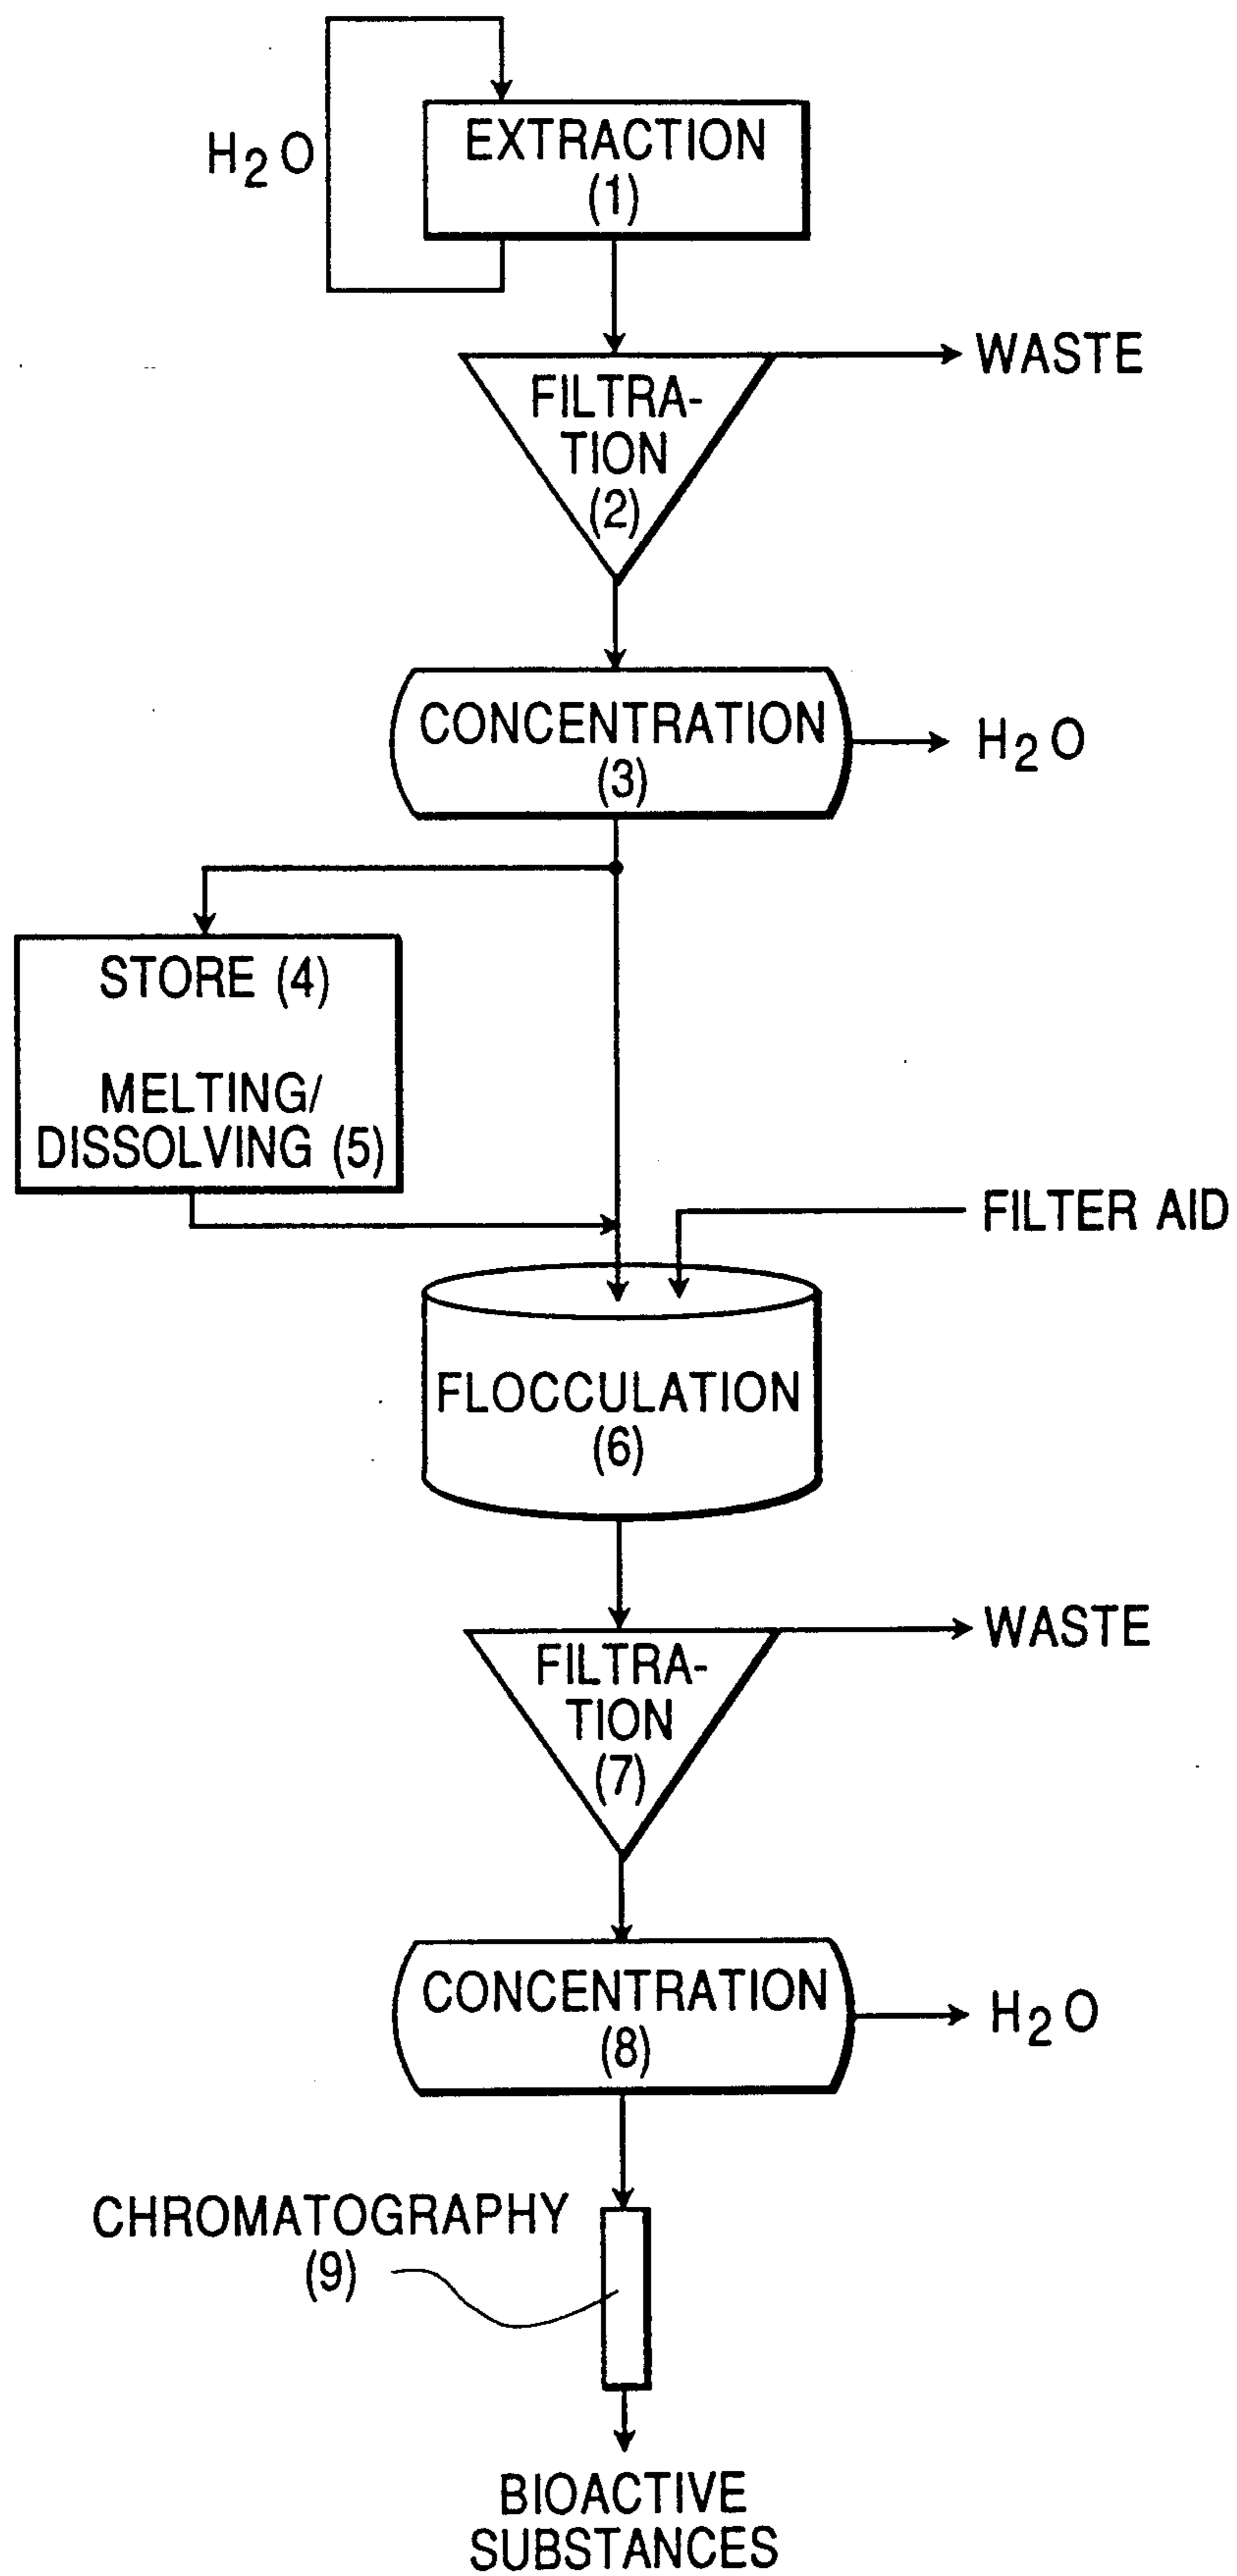 H2O
EXTRACTION
(1)
WASTE
FILTRA-
TION
(2)
CONCENTRATION
(3)
H2O
STORE (4)
MELTING/
DISSOLVING (5)
FILTER AID
FLOCCULATION
(6)
WASTE
FILTRA-
TION
(7)
CONCENTRATION
(8)
H2O
CHROMATOGRAPHY
(9)
BIOACTIVE
SUBSTANCES